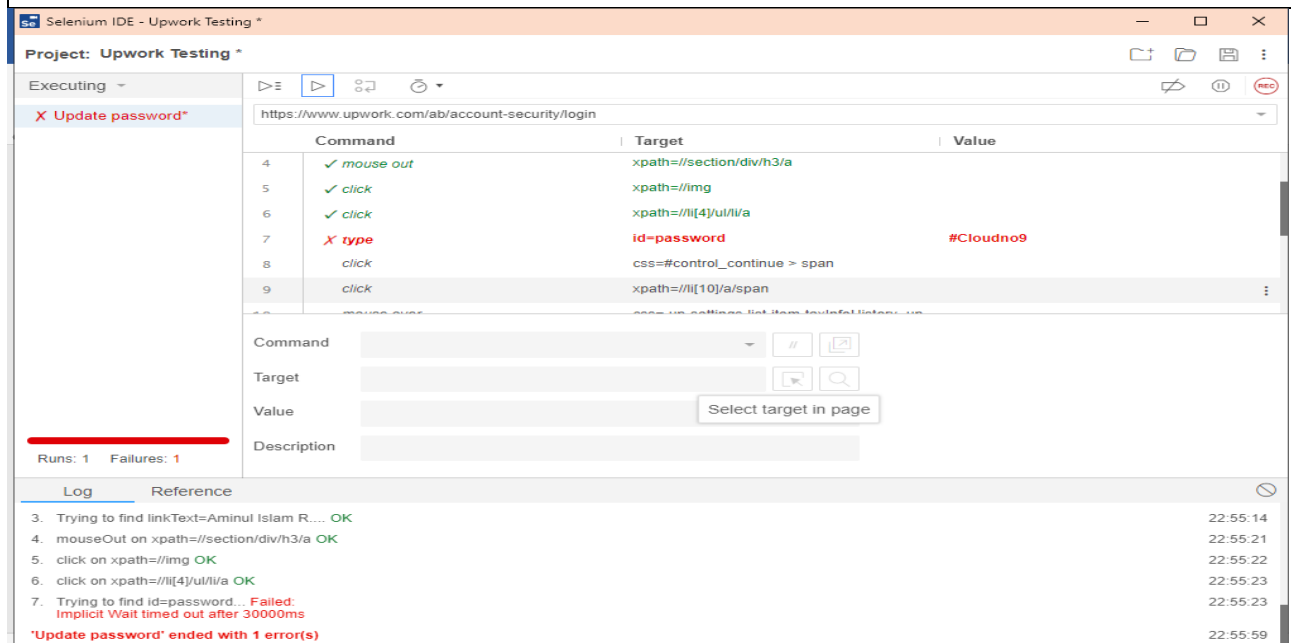 Se Selenium IDE - Upwork Testing *
Project: Upwork Testing *
Executing
REC
X Update password*
https://www.upwork.com/ab/account-security/login
Command Target Value
4 ✓ mouse out xpath=//section/div/h3/a
5 ✓ click xpath=//img
6 ✓ click xpath=//li[4]/ul/li/a
7 X type id=password #Cloudno9
8 click css=#control_continue > span
9 click xpath=//li[10]/a/span
mouse over
Command //
Target
Value Select target in page
Description
Runs: 1 Failures: 1
Log Reference
3. Trying to find linkText=Aminul Islam R.... OK 22:55:14
4. mouseOut on xpath=//section/div/h3/a OK 22:55:21
5. click on xpath=//img OK 22:55:22
6. click on xpath=//li[4]/ul/li/a OK 22:55:23
7. Trying to find id=password... Failed: 22:55:23
Implicit Wait timed out after 30000ms
'Update password' ended with 1 error(s) 22:55:59